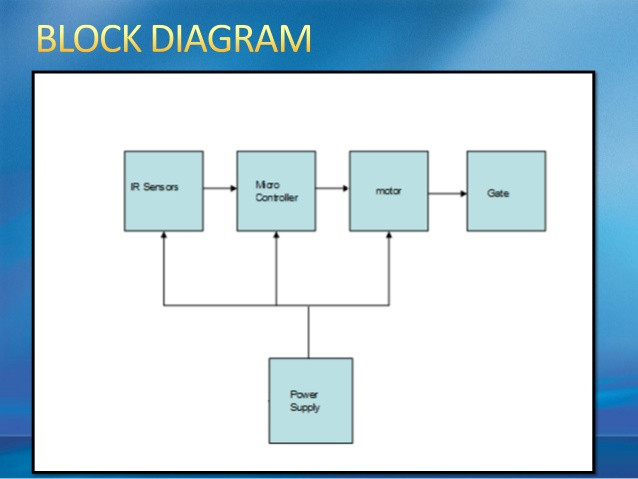 BLOCK DIAGRAM
IR Sensors
Micro
Controller
motor
Gate
Power
Supply